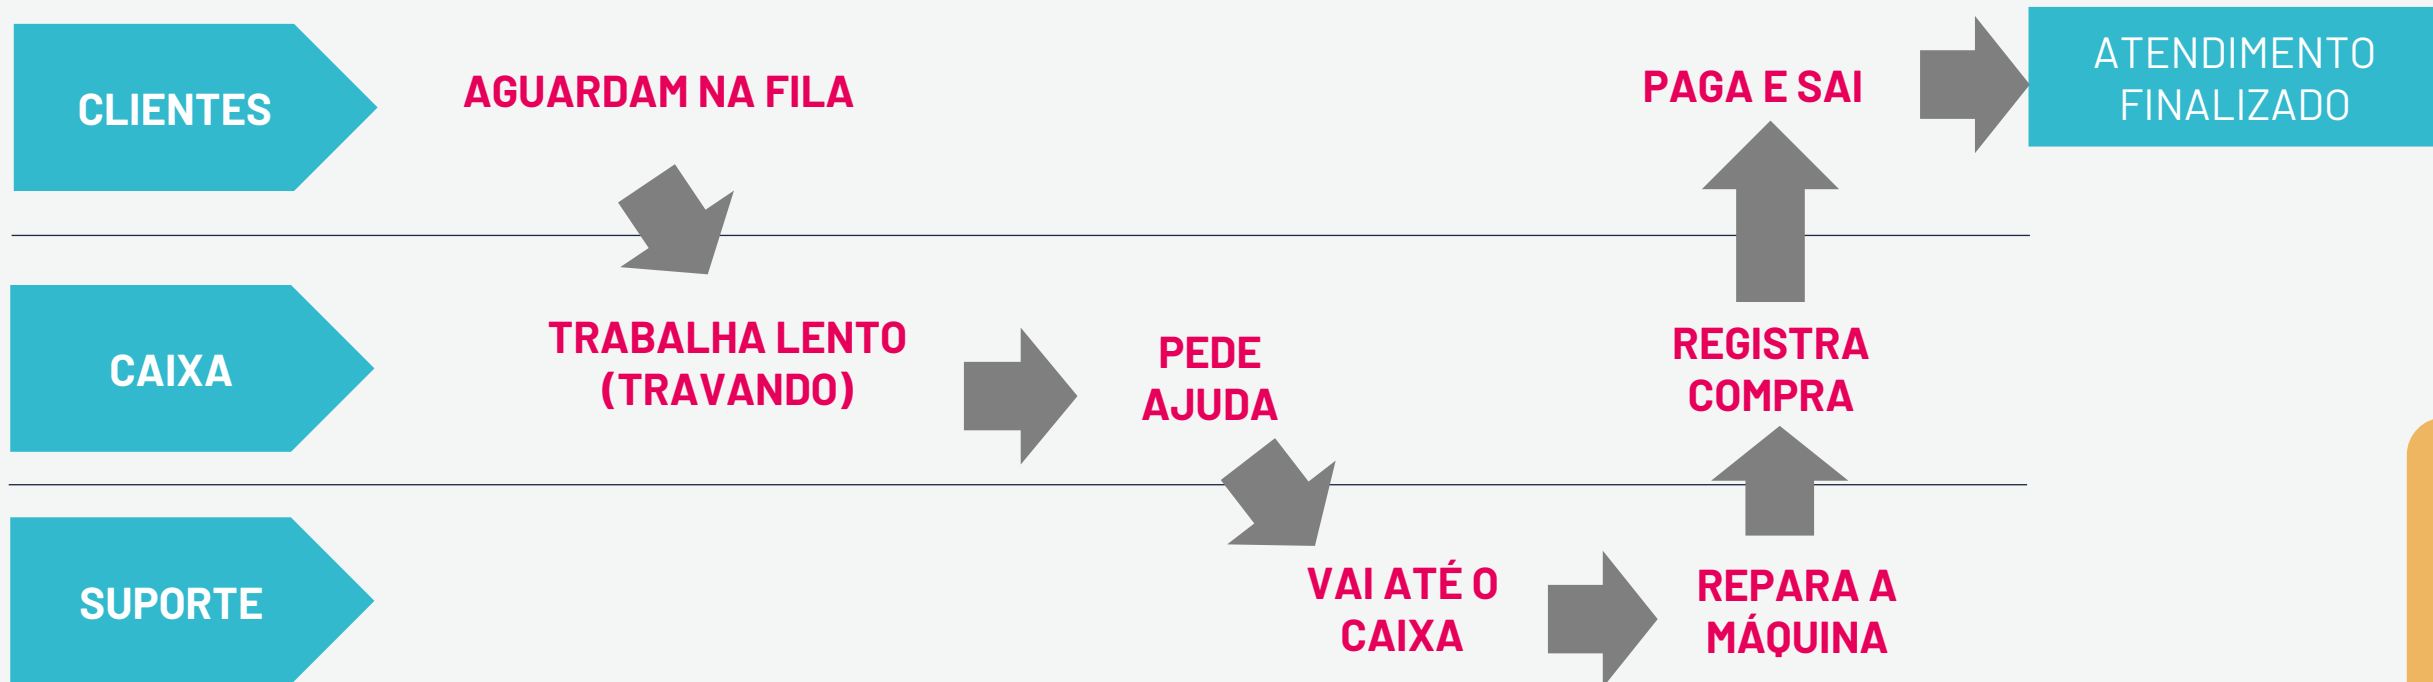 CLIENTES
AGUARDAM NA FILA
PAGA E SAI
ATENDIMENTO
FINALIZADO
CAIXA
TRABALHA LENTO
(TRAVANDO)
PEDE
AJUDA
REGISTRA
COMPRA
SUPORTE
VAI ATÉ O
CAIXA
REPARA A
MÁQUINA